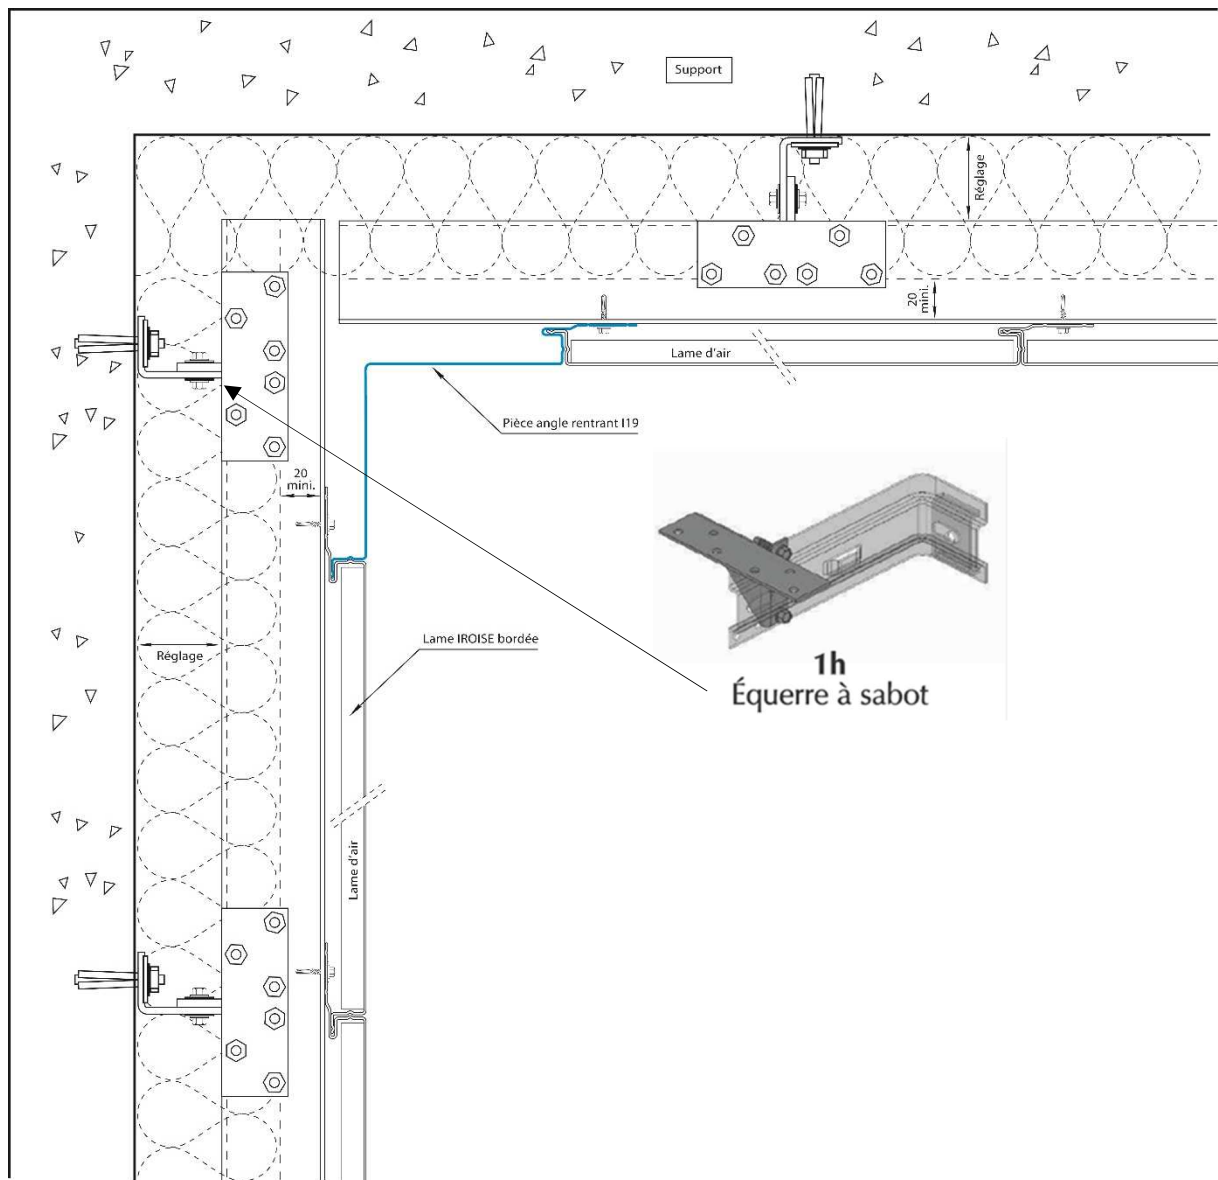 Support
Réglage
20
mini.
Lame d'air
Pièce angle rentrant I19
20
mini.
Lame IROISE bordée
Réglage
1h
Équerre à sabot
Lame d'air